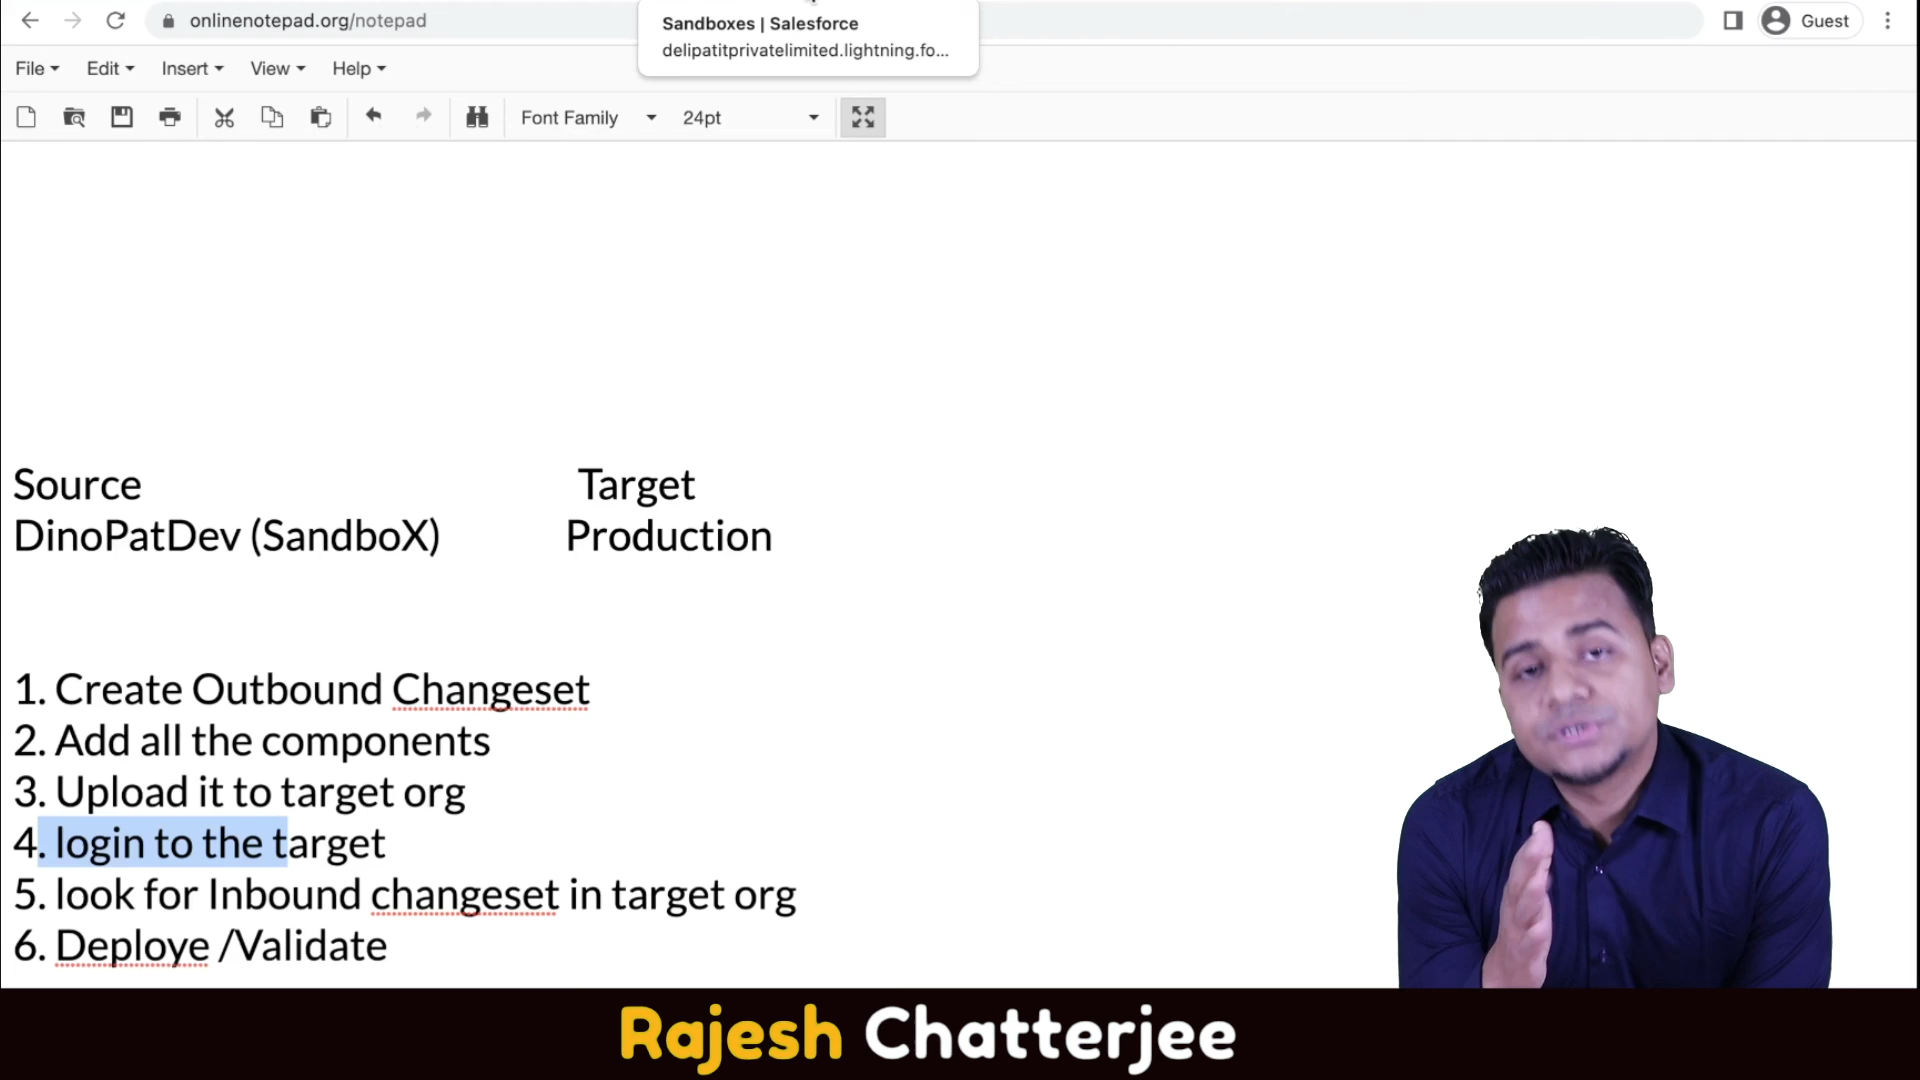 onlinenotepad.org/notepad
Sandboxes | Salesforce
delipatitprivatelimited.lightning.fo...
Guest
File Edit Insert View Help
Font Family 24pt
Source Target
DinoPatDev (SandboX) Production
1. Create Outbound Changeset
2. Add all the components
3. Upload it to target org
4. login to the target
5. look for Inbound changeset in target org
6. Deploye /Validate
Rajesh Chatterjee